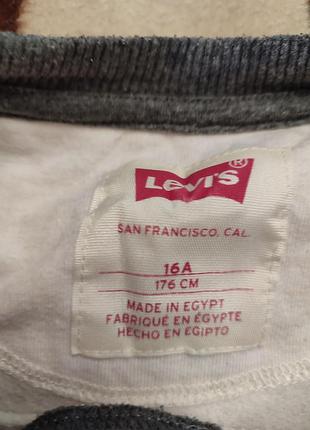 LEVI'S®
SAN FRANCISCO, CAL.
16A
176 CM
MADE IN EGYPT
FABRIQUÉ EN ÉGYPTE
HECHO EN EGIPTO